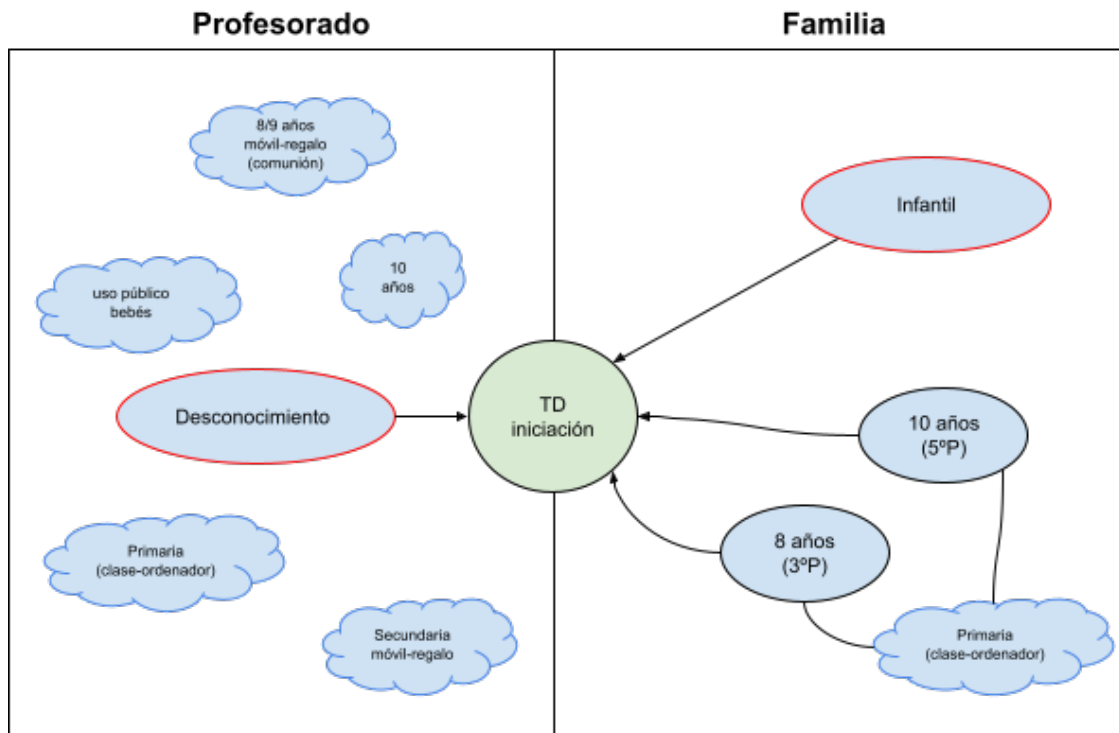 Profesorado
Familia
8/9 años
móvil-regalo
(comunión)
Infantil
10
años
uso público
bebés
Desconocimiento
TD
iniciación
10 años
(5ºP)
8 años
(3ºP)
Primaria
(clase-ordenador)
Secundaria
móvil-regalo
Primaria
(clase-ordenador)